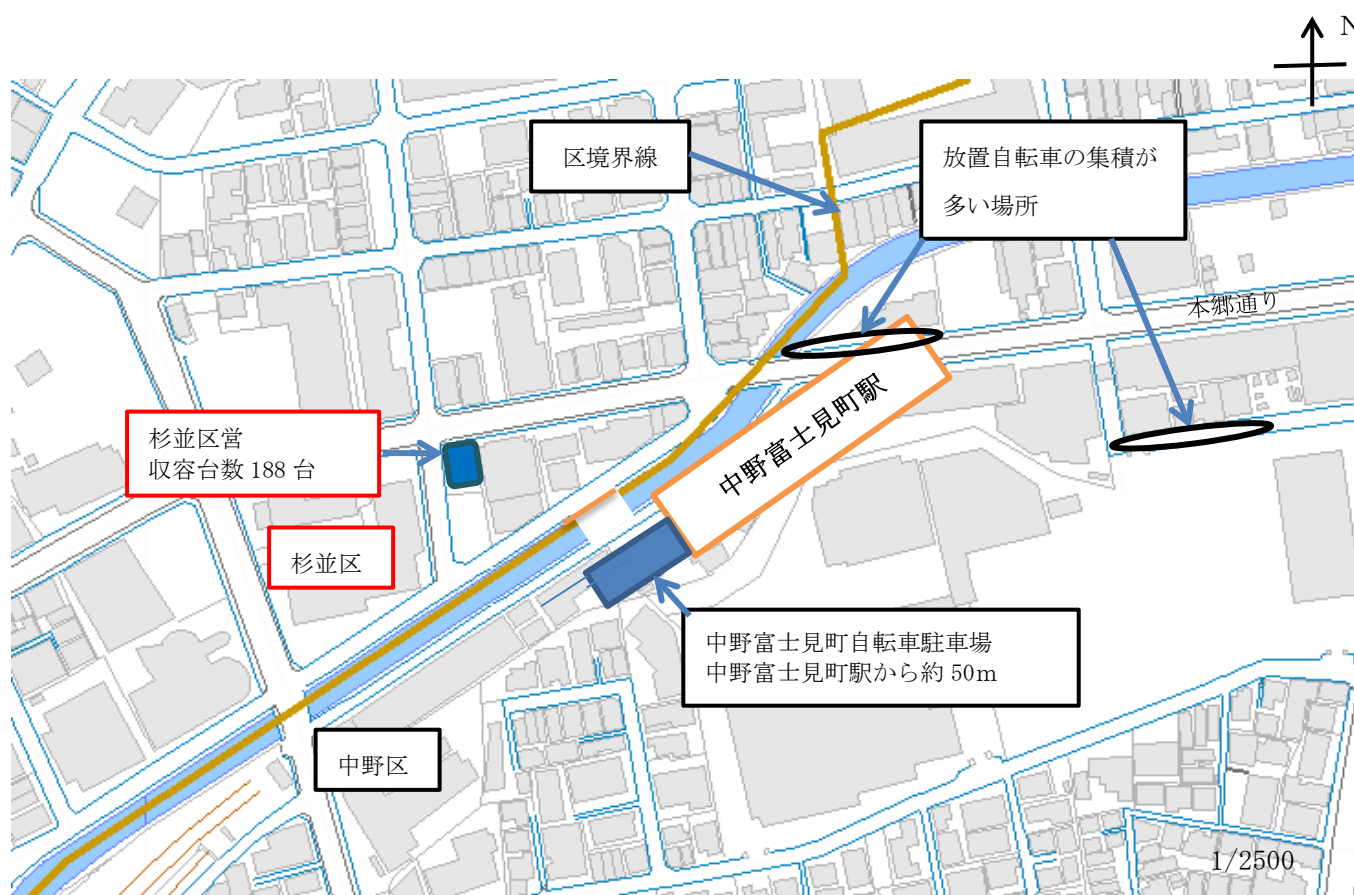 N
区境界線
放置自転車の集積が
多い場所
本郷通り
中野富士見町駅
杉並区営
収容台数 188 台
杉並区
中野富士見町自転車駐車場
中野富士見町駅から約 50m
中野区
1/2500